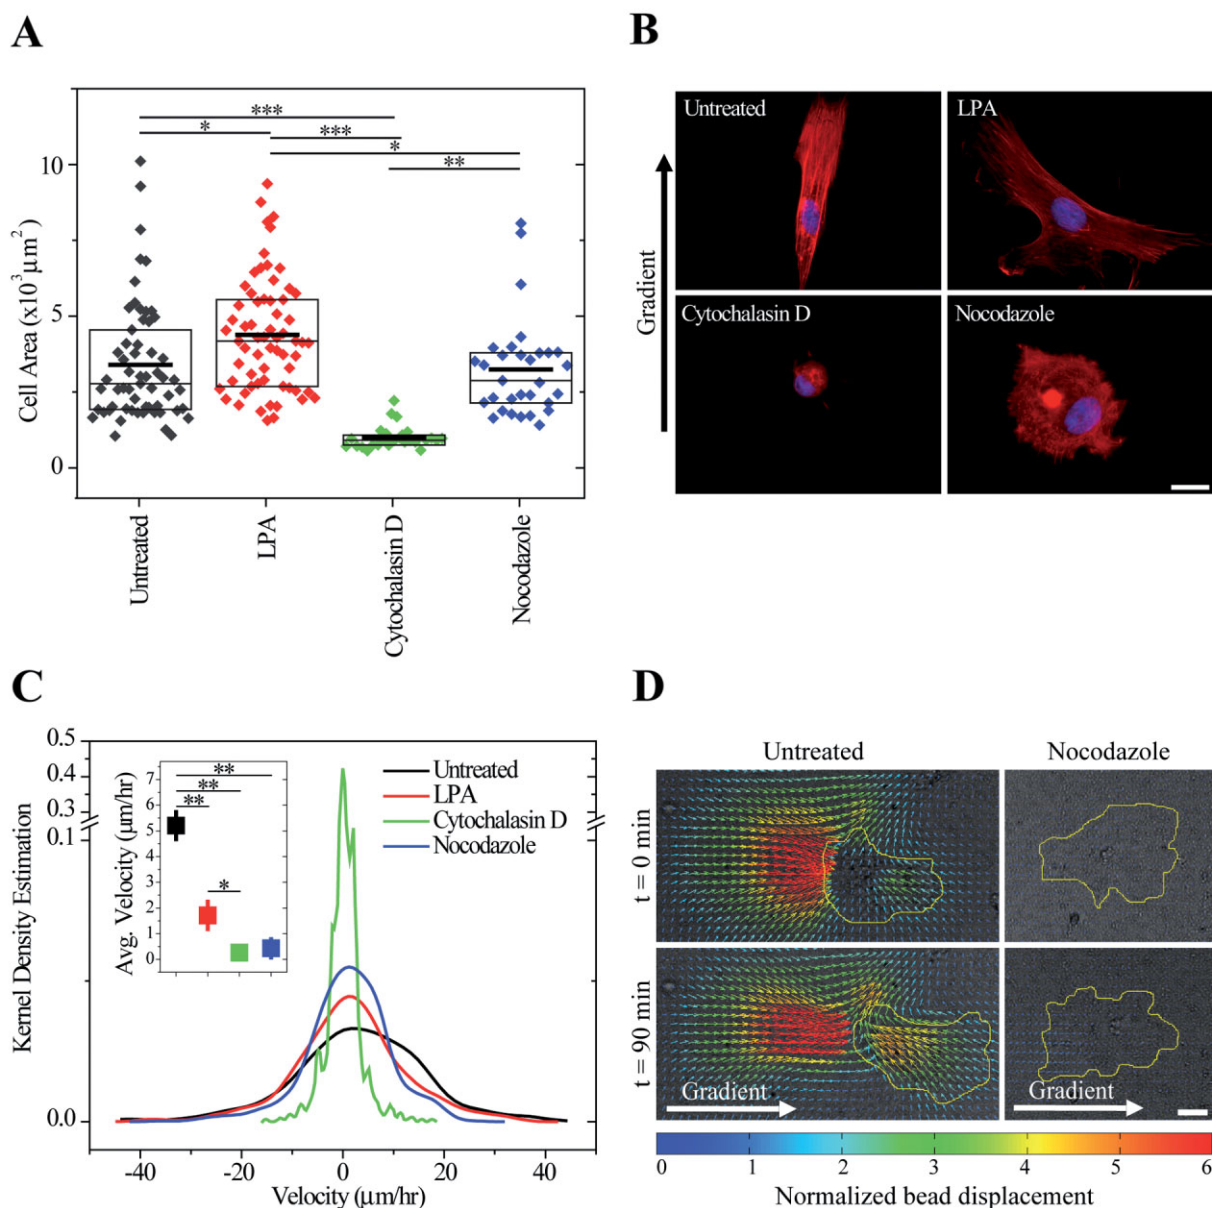 A
Cell Area (x10³ μm²)
10
5
0
***
*
***
*
**
Untreated
LPA
Cytochalasin D
Nocodazole
B
Gradient
Untreated
LPA
Cytochalasin D
Nocodazole
C
Kernel Density Estimation
0.5
0.4
0.3
0.1
0.0
Avg. Velocity (μm/hr)
7
6
5
4
3
2
1
0
**
**
**
*
Untreated
LPA
Cytochalasin D
Nocodazole
-40
-20
0
20
40
Velocity (μm/hr)
D
Untreated
Nocodazole
t = 0 min
t = 90 min
Gradient
Gradient
0
1
2
3
4
5
6
Normalized bead displacement